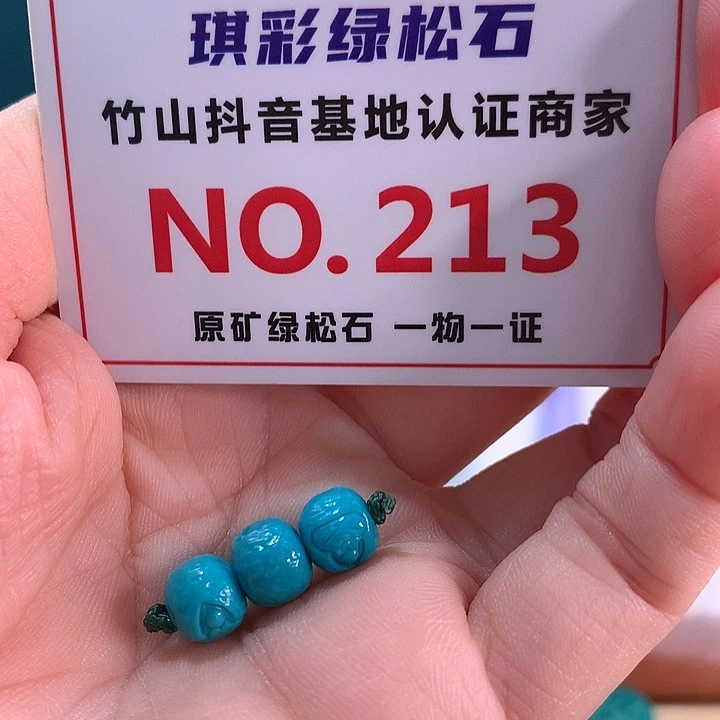 琪彩绿松石
竹山抖音基地认证商家
NO.213
原矿绿松石 一物一证